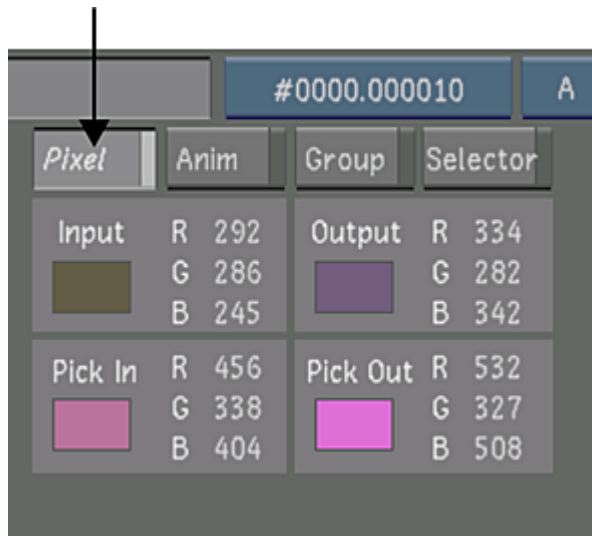 #0000.000010 A
Pixel Anim Group Selector
Input R 292 Output R 334
G 286 G 282
B 245 B 342
Pick In R 456 Pick Out R 532
G 338 G 327
B 404 B 508